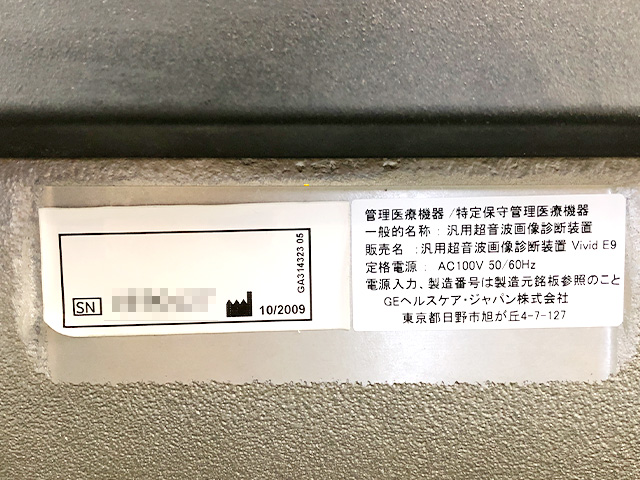 GA314323 05
SN
10/2009
管理医療機器/特定保守管理医療機器
一般的名称：汎用超音波画像診断装置
販売名 :汎用超音波画像診断装置 Vivid E9
定格電源： AC100V 50/60Hz
電源入力、製造番号は製造元銘板参照のこと
GEヘルスケア・ジャパン株式会社
東京都日野市旭が丘4-7-127